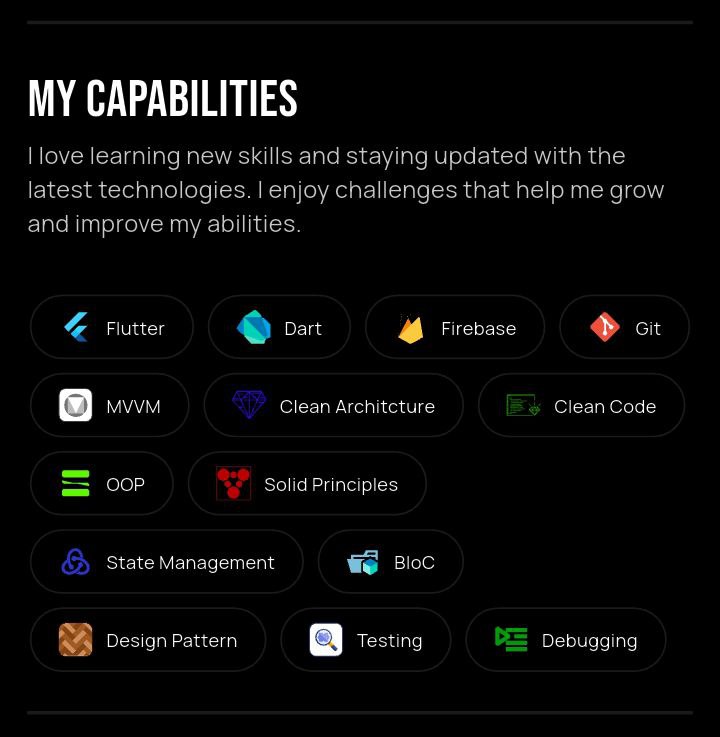 MY CAPABILITIES
I love learning new skills and staying updated with the
latest technologies. I enjoy challenges that help me grow
and improve my abilities.
Flutter Dart Firebase Git
MVVM Clean Architcture Clean Code
OOP Solid Principles
State Management BloC
Design Pattern Testing Debugging